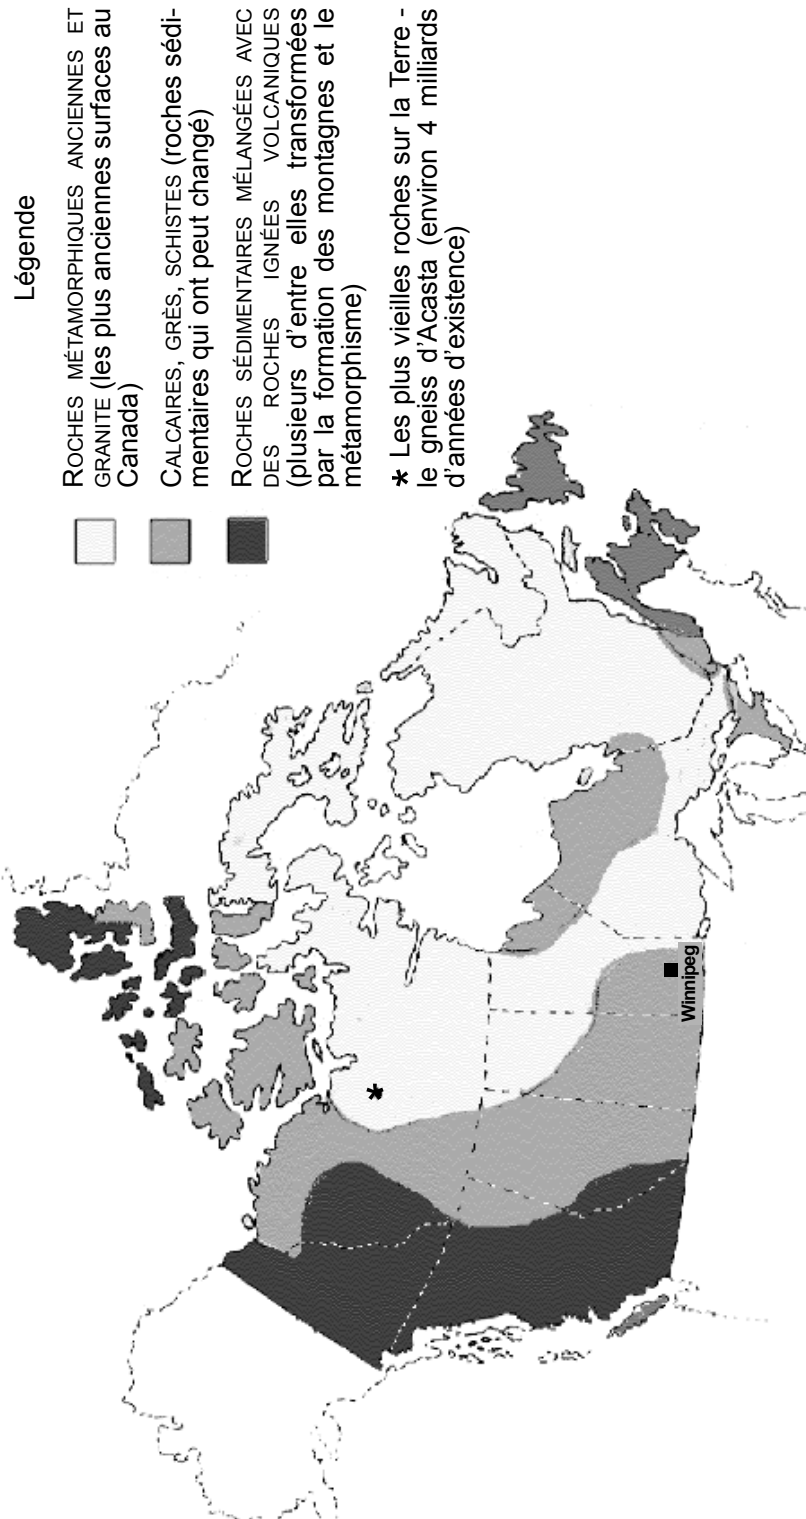 Légende
ROCHES MÉTAMORPHIQUES ANCIENNES ET
GRANITE (les plus anciennes surfaces au
Canada)
CALCAIRES, GRÈS, SCHISTES (roches sédi-
mentaires qui ont peut changé)
ROCHES SÉDIMENTAIRES MÉLANGÉES AVEC
DES ROCHES IGNÉES VOLCANIQUES
(plusieurs d'entre elles transformées
par la formation des montagnes et le
métamorphisme)
* Les plus vieilles roches sur la Terre -
le gneiss d'Acasta (environ 4 milliards
d'années d'existence)
*
Winnipeg